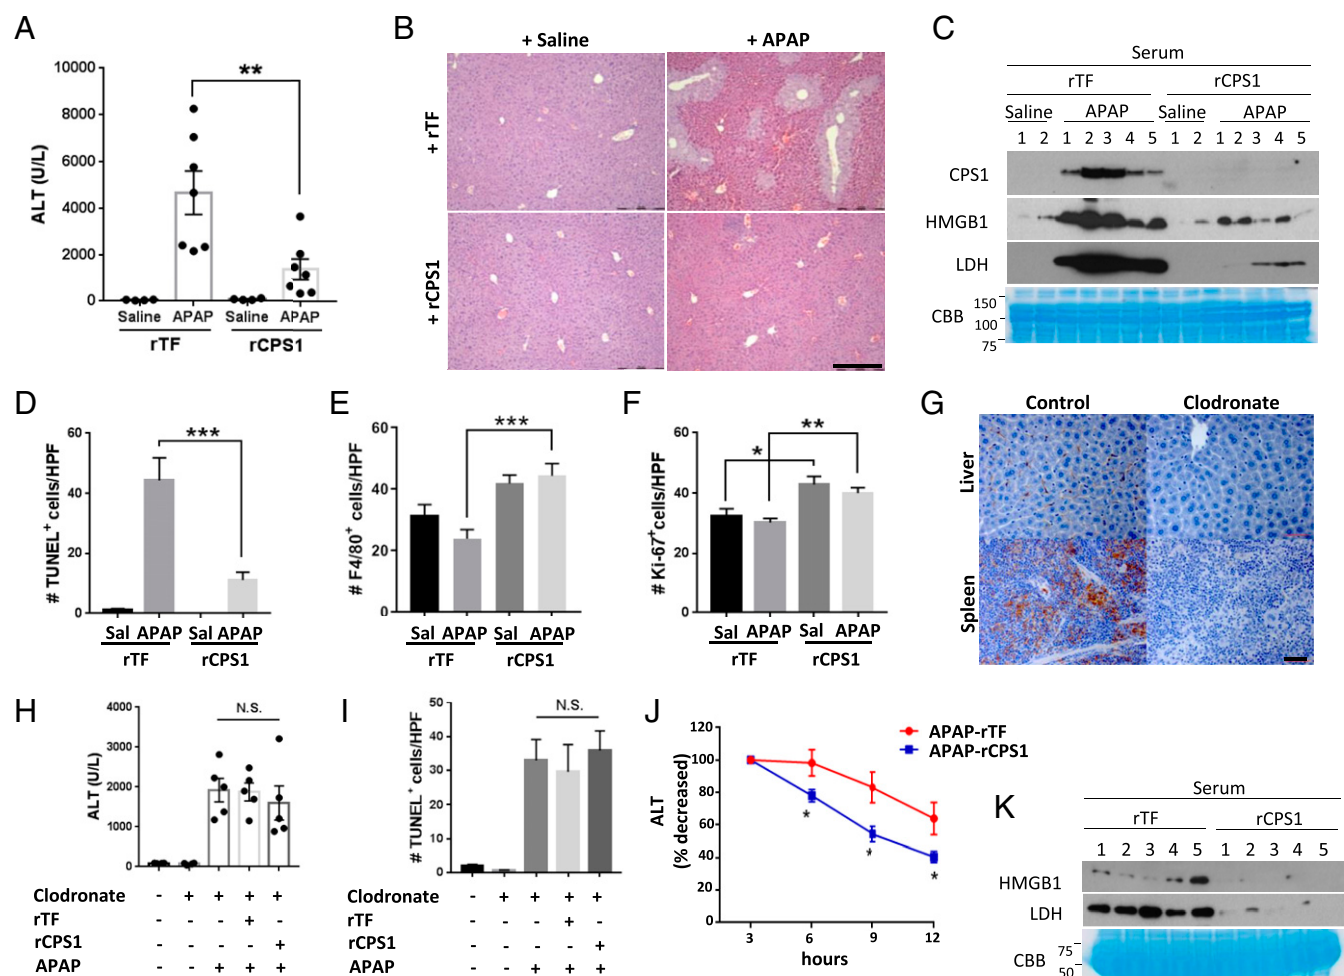 A
10000
8000
6000
4000
2000
0
ALT (U/L)
**
Saline APAP Saline APAP
rTF rCPS1
B
+ Saline + APAP
+ rTF
+ rCPS1
C
Serum
rTF rCPS1
Saline APAP Saline APAP
1 2 1 2 3 4 5 1 2 1 2 3 4 5
CPS1
HMGB1
LDH
CBB
150
100
75
D
60
40
20
0
# TUNEL+ cells/HPF
***
Sal APAP Sal APAP
rTF rCPS1
E
60
40
20
0
# F4/80+ cells/HPF
***
Sal APAP Sal APAP
rTF rCPS1
F
60
40
20
0
# Ki-67+cells/HPF
* **
Sal APAP Sal APAP
rTF rCPS1
G
Control Clodronate
Liver
Spleen
H
4000
3000
2000
1000
0
ALT (U/L)
N.S.
Clodronate - + + + +
rTF - - - + -
rCPS1 - - - - +
APAP - - + + +
I
50
40
30
20
10
0
# TUNEL+ cells/HPF
N.S.
Clodronate - + + + +
rTF - - - + -
rCPS1 - - - - +
APAP - - + + +
J
120
100
80
60
40
20
0
ALT
(% decreased)
APAP-rTF
APAP-rCPS1
* * *
3 6 9 12
hours
K
Serum
rTF rCPS1
1 2 3 4 5 1 2 3 4 5
HMGB1
LDH
CBB
75
50